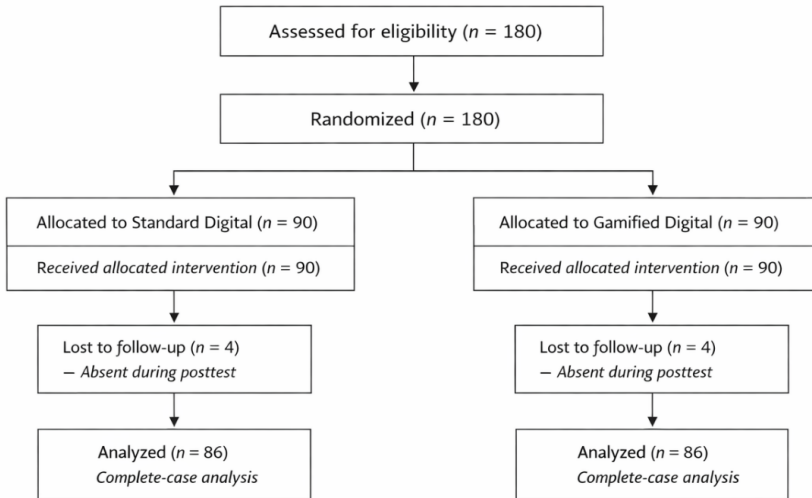 Assessed for eligibility (n = 180)
Randomized (n = 180)
Allocated to Standard Digital (n = 90)
Received allocated intervention (n = 90)
Lost to follow-up (n = 4)
– Absent during posttest
Analyzed (n = 86)
Complete-case analysis
Allocated to Gamified Digital (n = 90)
Received allocated intervention (n = 90)
Lost to follow-up (n = 4)
– Absent during posttest
Analyzed (n = 86)
Complete-case analysis